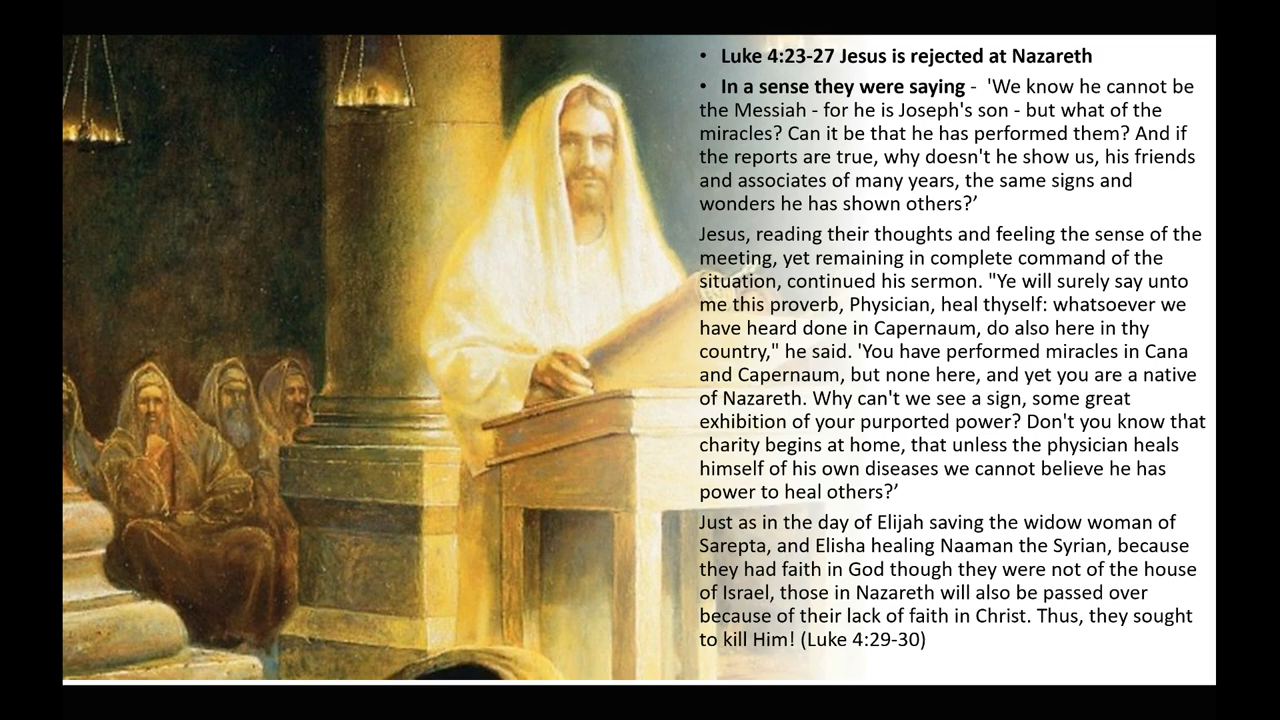 • Luke 4:23-27 Jesus is rejected at Nazareth
• In a sense they were saying - 'We know he cannot be
the Messiah - for he is Joseph's son - but what of the
miracles? Can it be that he has performed them? And if
the reports are true, why doesn't he show us, his friends
and associates of many years, the same signs and
wonders he has shown others?’
Jesus, reading their thoughts and feeling the sense of the
meeting, yet remaining in complete command of the
situation, continued his sermon. "Ye will surely say unto
me this proverb, Physician, heal thyself: whatsoever we
have heard done in Capernaum, do also here in thy
country," he said. 'You have performed miracles in Cana
and Capernaum, but none here, and yet you are a native
of Nazareth. Why can't we see a sign, some great
exhibition of your purported power? Don't you know that
charity begins at home, that unless the physician heals
himself of his own diseases we cannot believe he has
power to heal others?’
Just as in the day of Elijah saving the widow woman of
Sarepta, and Elisha healing Naaman the Syrian, because
they had faith in God though they were not of the house
of Israel, those in Nazareth will also be passed over
because of their lack of faith in Christ. Thus, they sought
to kill Him! (Luke 4:29-30)